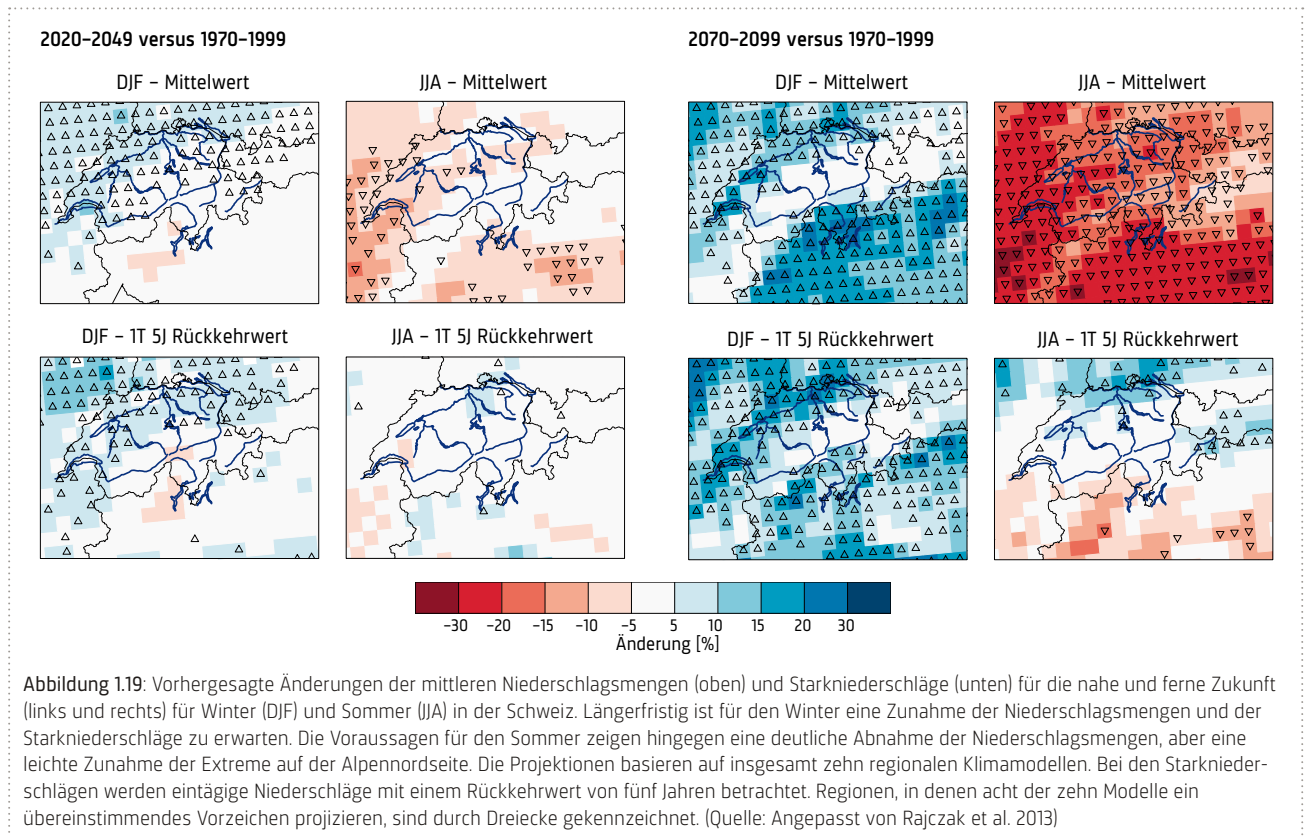 2020–2049 versus 1970–1999
2070–2099 versus 1970–1999
DJF – Mittelwert
JJA – Mittelwert
DJF – Mittelwert
JJA – Mittelwert
DJF – 1T 5J Rückkehrwert
JJA – 1T 5J Rückkehrwert
DJF – 1T 5J Rückkehrwert
JJA – 1T 5J Rückkehrwert
–30 –20 –15 –10 –5 5 10 15 20 30
Änderung [%]
Abbildung 1.19: Vorhergesagte Änderungen der mittleren Niederschlagsmengen (oben) und Starkniederschläge (unten) für die nahe und ferne Zukunft
(links und rechts) für Winter (DJF) und Sommer (JJA) in der Schweiz. Längerfristig ist für den Winter eine Zunahme der Niederschlagsmengen und der
Starkniederschläge zu erwarten. Die Voraussagen für den Sommer zeigen hingegen eine deutliche Abnahme der Niederschlagsmengen, aber eine
leichte Zunahme der Extreme auf der Alpennordseite. Die Projektionen basieren auf insgesamt zehn regionalen Klimamodellen. Bei den Starknieder-
schlägen werden eintägige Niederschläge mit einem Rückkehrwert von fünf Jahren betrachtet. Regionen, in denen acht der zehn Modelle ein
übereinstimmendes Vorzeichen projizieren, sind durch Dreiecke gekennzeichnet. (Quelle: Angepasst von Rajczak et al. 2013)